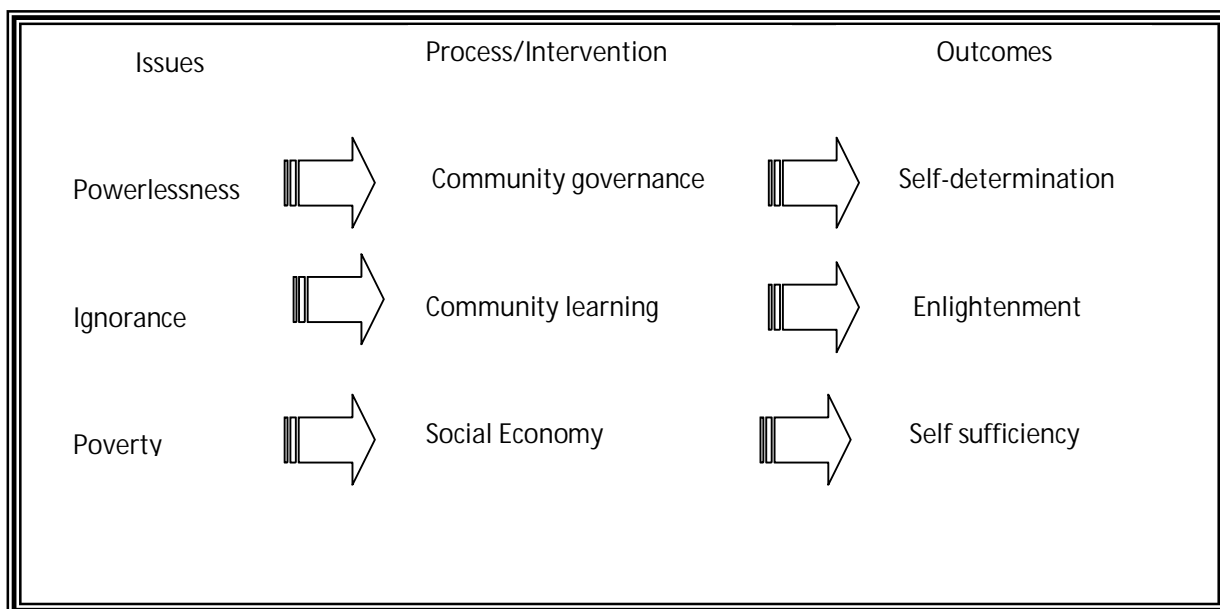 Issues Process/Intervention Outcomes
Powerlessness Community governance Self-determination
Ignorance Community learning Enlightenment
Poverty Social Economy Self sufficiency